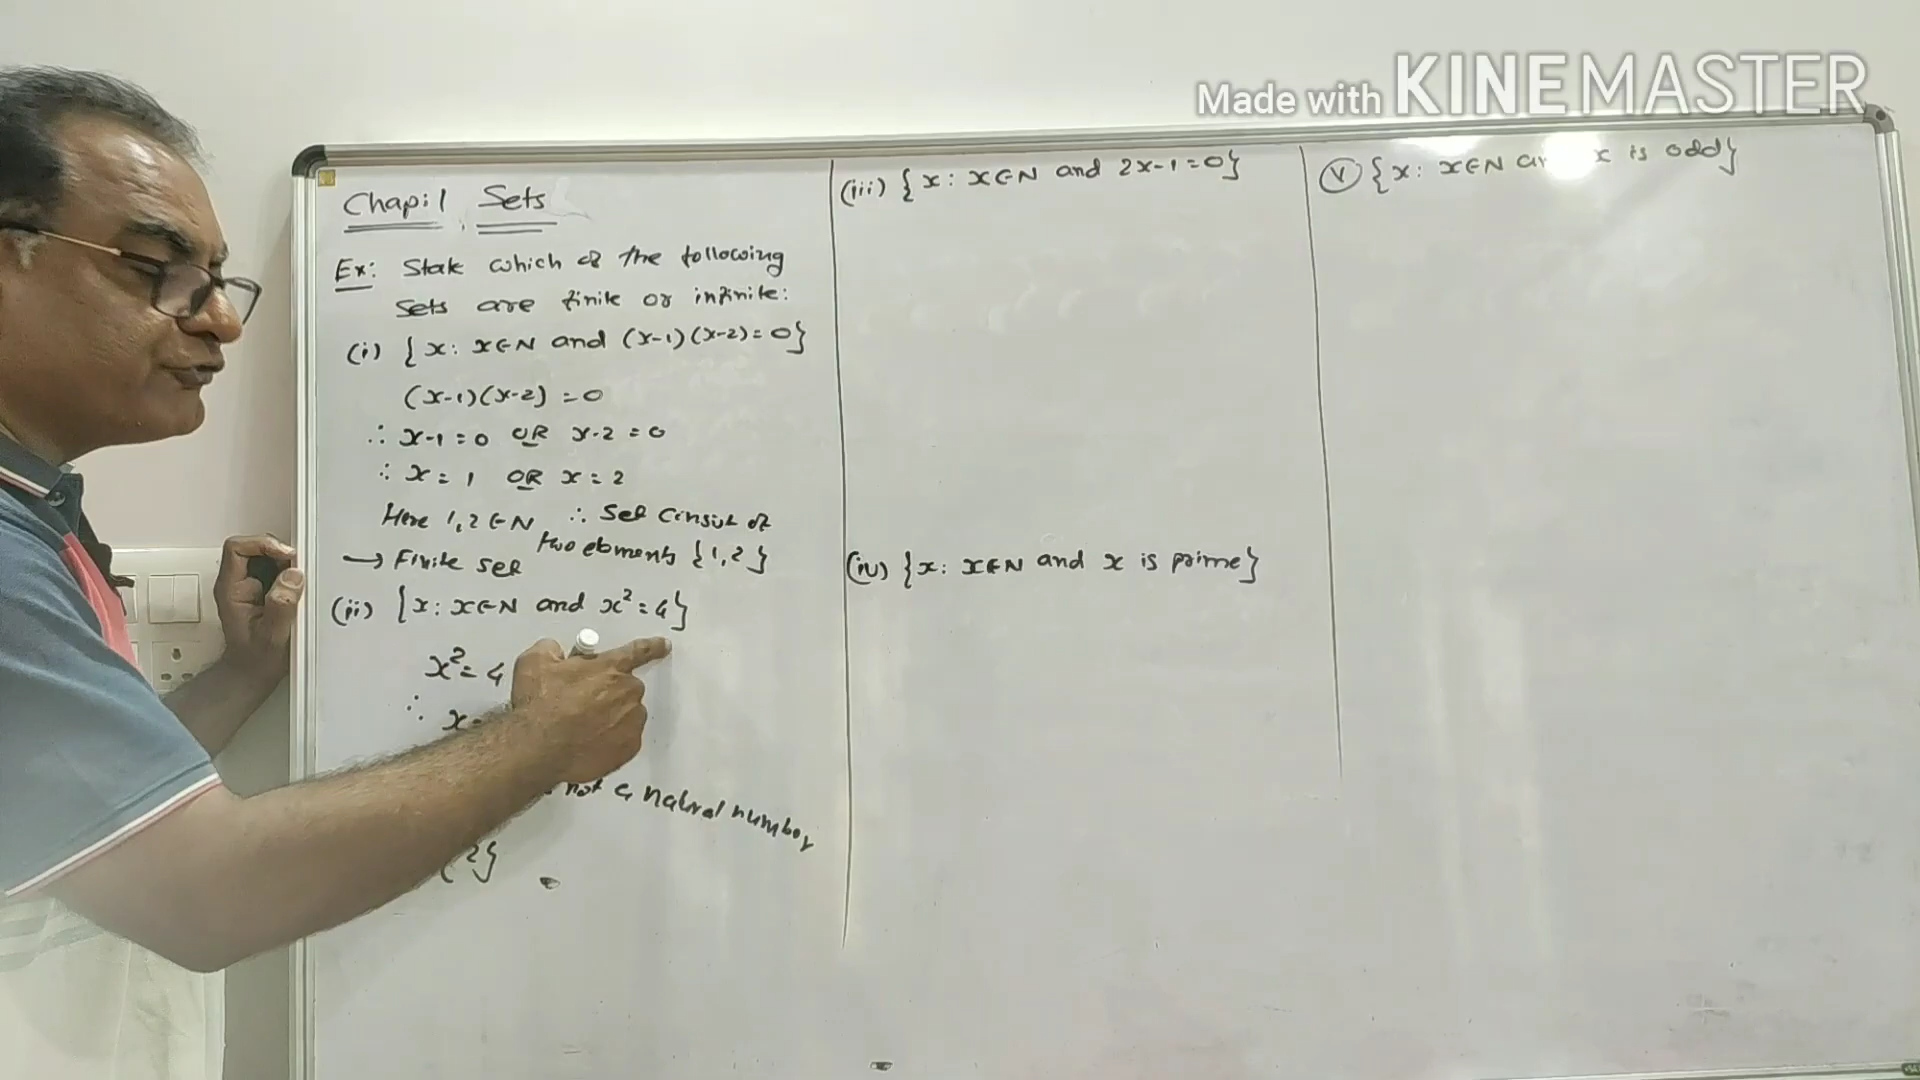 Made with KINEMASTER
Chap:1 Sets
Ex: State which of the following
Sets are finite or infinite:
(i) {x: x∈N and (x-1)(x-2)=0}
(x-1)(x-2) = 0
∴ x-1=0 OR x-2=0
∴ x=1 OR x=2
Here 1,2∈N ∴ Set consist of
two elements {1,2}
→ Finite set
(ii) {x: x∈N and x²=4}
x²=4
∴ x=
not a natural number
{2}
(iii) {x: x∈N and 2x-1=0}
(iv) {x: x∈N and x is prime}
(v) {x: x∈N x is odd}